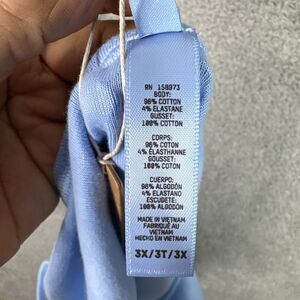 RN 158973
BODY:
96% COTTON
4% ELASTANE
GUSSET:
100% COTTON
CORPS:
96% COTON
4% ÉLASTHANNE
GOUSSET:
100% COTON
CUERPO:
96% ALGODÓN
4% ELASTANO
ESCUDETE:
100% ALGODÓN
MADE IN VIETNAM
FABRIQUÉ AU
VIETNAM
HECHO EN VIETNAM
3X/3T/3X